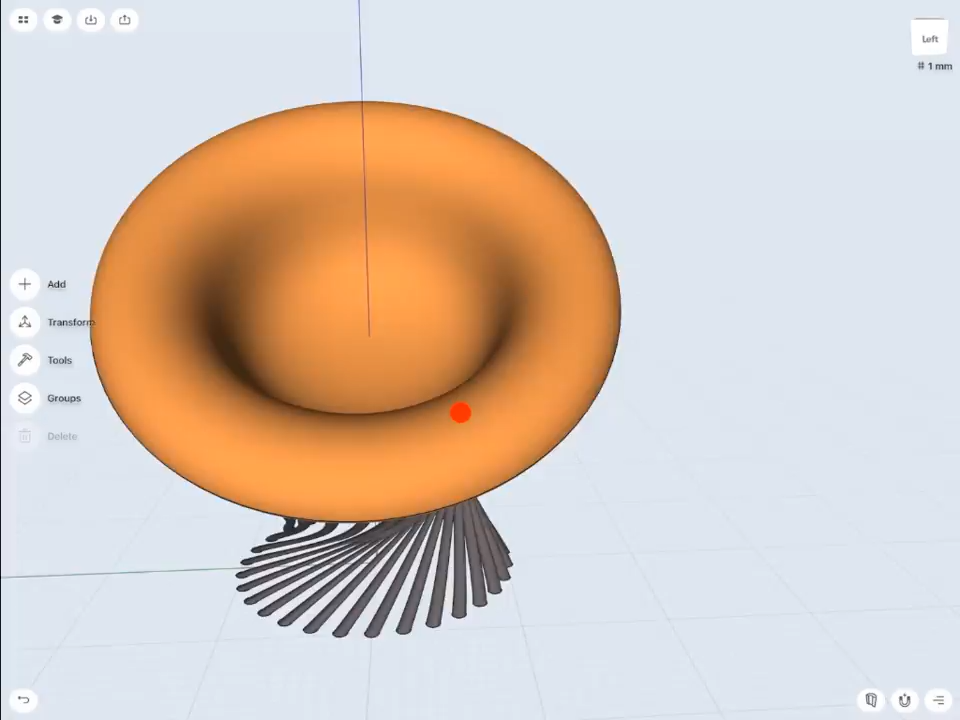 Left
# 1 mm
Add
Transform
Tools
Groups
Delete